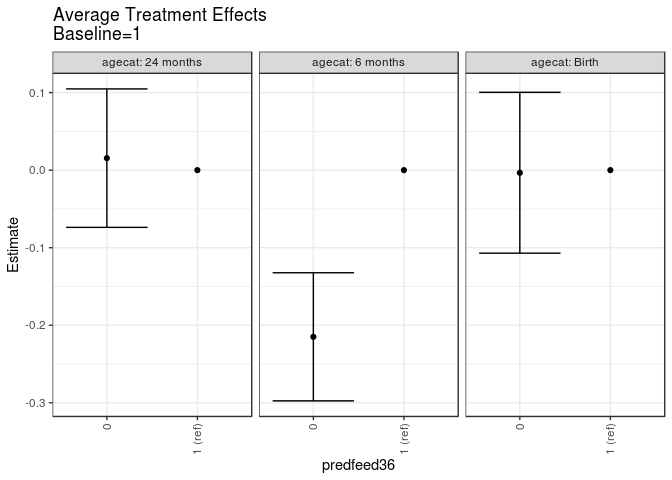 Average Treatment Effects
Baseline=1
agecat: 24 months
agecat: 6 months
agecat: Birth
0.1
0.0
-0.1
-0.2
-0.3
Estimate
0
1 (ref)
0
1 (ref)
0
1 (ref)
predfeed36